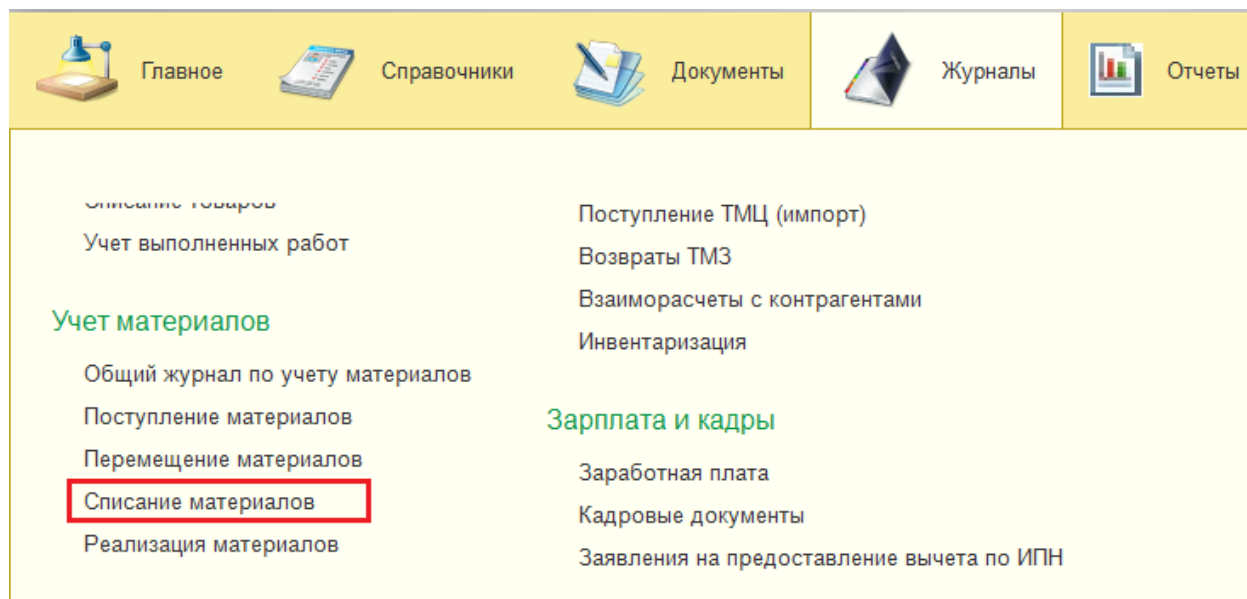 Главное
Справочники
Документы
Журналы
Отчеты
Списание товаров
Учет выполненных работ
Учет материалов
Общий журнал по учету материалов
Поступление материалов
Перемещение материалов
Списание материалов
Реализация материалов
Поступление ТМЦ (импорт)
Возвраты ТМЗ
Взаиморасчеты с контрагентами
Инвентаризация
Зарплата и кадры
Заработная плата
Кадровые документы
Заявления на предоставление вычета по ИПН